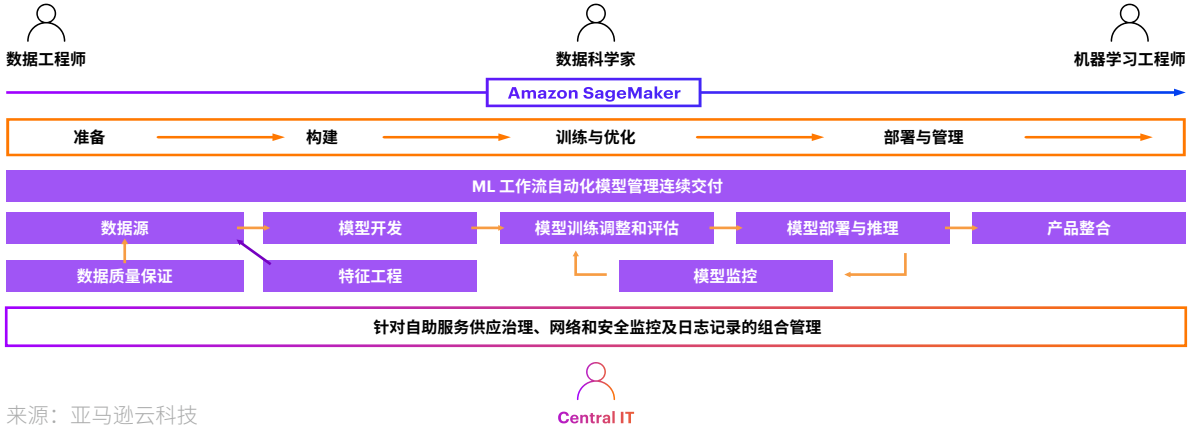 数据工程师
数据科学家
机器学习工程师
Amazon SageMaker
准备
构建
训练与优化
部署与管理
ML 工作流自动化模型管理连续交付
数据源
模型开发
模型训练调整和评估
模型部署与推理
产品整合
数据质量保证
特征工程
模型监控
针对自助服务供应治理、网络和安全监控及日志记录的组合管理
Central IT
来源：亚马逊云科技